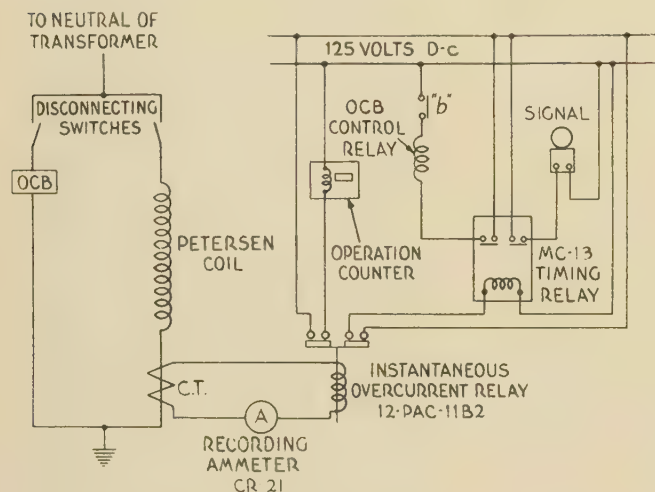 TO NEUTRAL OF
TRANSFORMER
DISCONNECTING
SWITCHES
OCB
PETERSEN
COIL
C.T.
A
RECORDING
AMMETER
CR 21
125 VOLTS D-C
OCB
CONTROL
RELAY
"b"
SIGNAL
OPERATION
COUNTER
MC-13
TIMING
RELAY
INSTANTANEOUS
OVERCURRENT RELAY
12-PAC-11B2